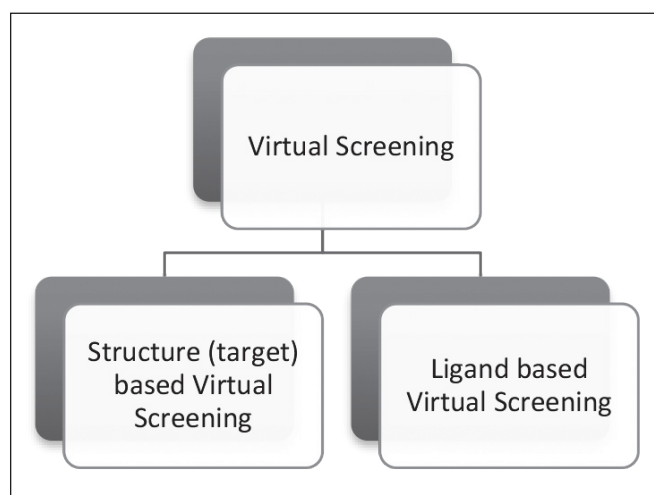 Virtual Screening
Structure (target)
based Virtual
Screening
Ligand based
Virtual Screening